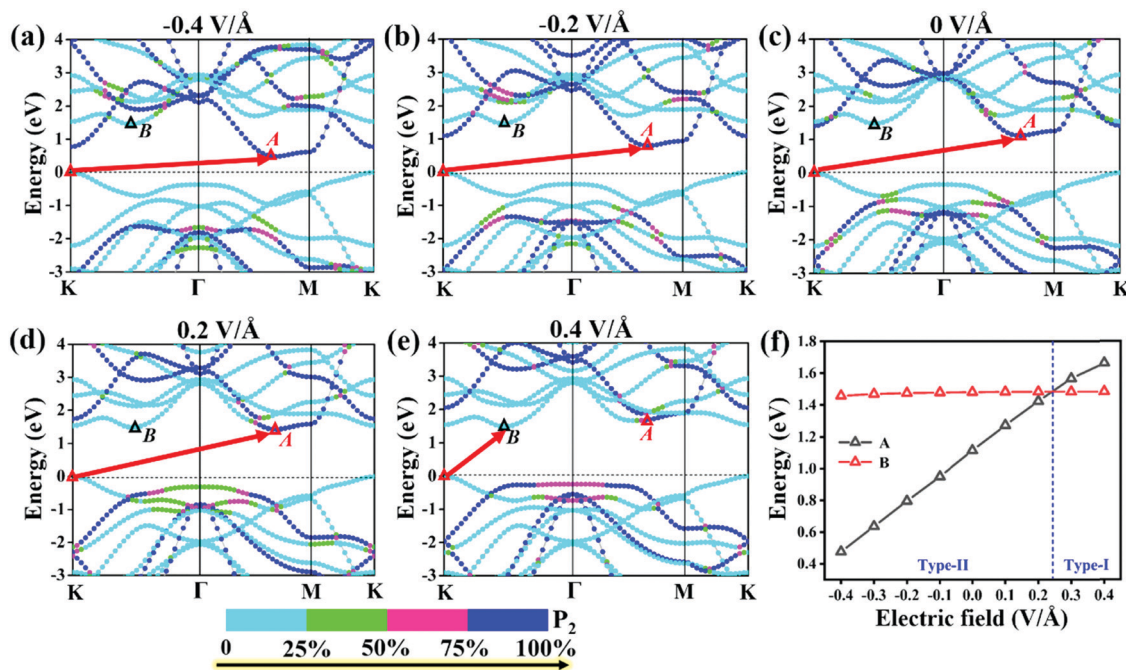 -0.4 V/Å
-0.2 V/Å
0 V/Å
(a)
(b)
(c)
Energy (eV)
4
3
2
1
0
-1
-2
-3
B
A
K
Γ
M
K
Energy (eV)
4
3
2
1
0
-1
-2
-3
B
A
K
Γ
M
K
Energy (eV)
4
3
2
1
0
-1
-2
-3
B
A
K
Γ
M
K
0.2 V/Å
0.4 V/Å
(d)
(e)
(f)
Energy (eV)
4
3
2
1
0
-1
-2
-3
B
A
K
Γ
M
K
Energy (eV)
4
3
2
1
0
-1
-2
-3
B
A
K
Γ
M
K
Energy (eV)
1.8
1.6
1.4
1.2
1.0
0.8
0.6
0.4
A
B
Type-II
Type-I
-0.4 -0.3 -0.2 -0.1 0.0 0.1 0.2 0.3 0.4
Electric field (V/Å)
P2
0 25% 50% 75% 100%